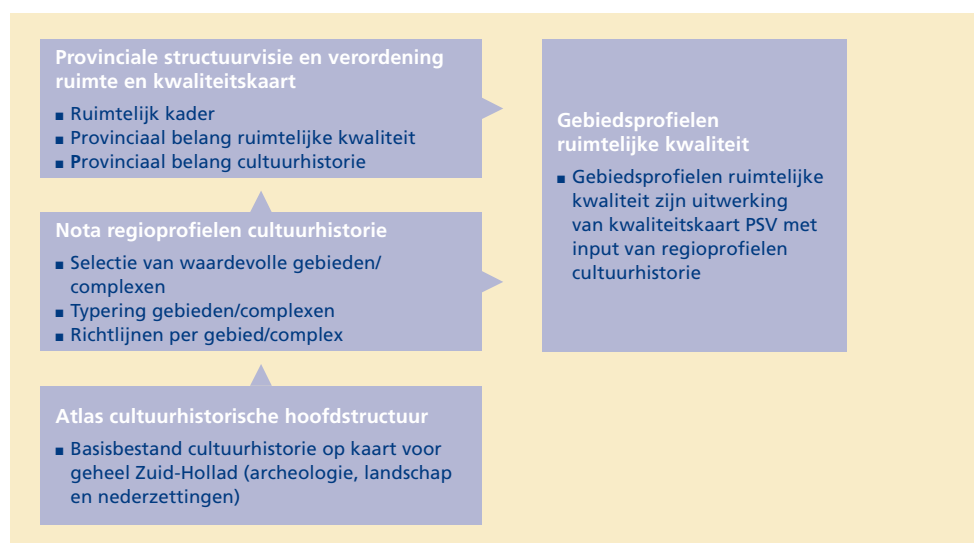 Provinciale structuurvisie en verordening
ruimte en kwaliteitskaart
■ Ruimtelijk kader
■ Provinciaal belang ruimtelijke kwaliteit
■ Provinciaal belang cultuurhistorie
Nota regioprofielen cultuurhistorie
■ Selectie van waardevolle gebieden/
complexen
■ Typering gebieden/complexen
■ Richtlijnen per gebied/complex
Atlas cultuurhistorische hoofdstructuur
■ Basisbestand cultuurhistorie op kaart voor
geheel Zuid-Hollad (archeologie, landschap
en nederzettingen)
Gebiedsprofielen
ruimtelijke kwaliteit
■ Gebiedsprofielen ruimtelijke
kwaliteit zijn uitwerking
van kwaliteitskaart PSV met
input van regioprofielen
cultuurhistorie